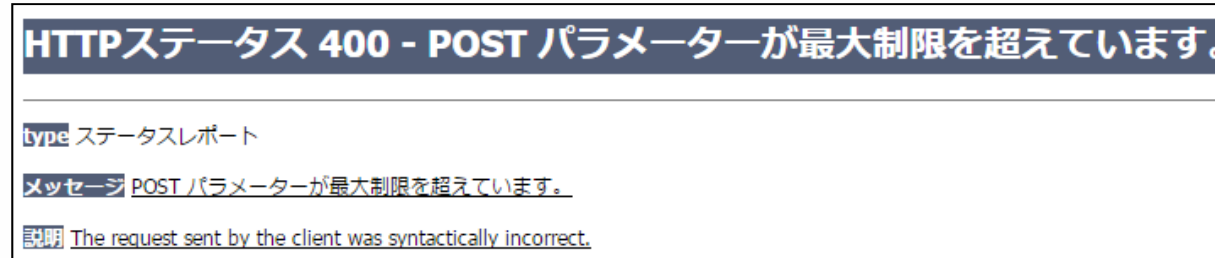 HTTPステータス 400 - POST パラメーターが最大制限を超えています。
type ステータスレポート
メッセージ POST パラメーターが最大制限を超えています。
説明 The request sent by the client was syntactically incorrect.